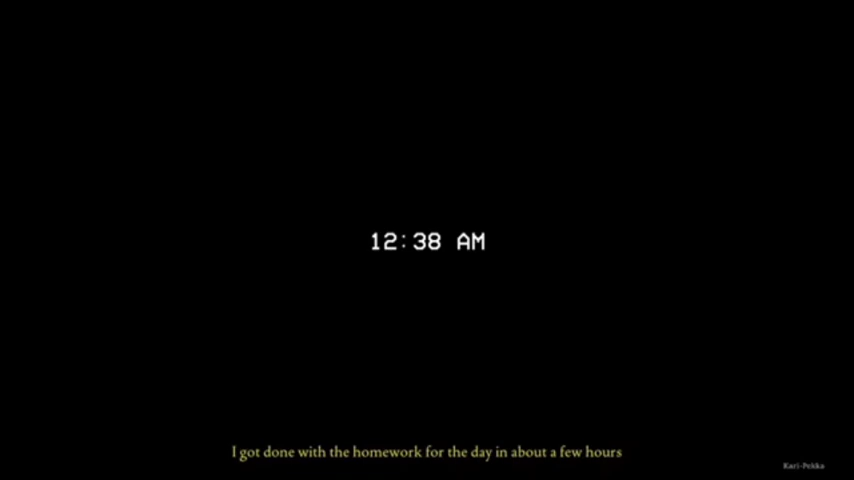 12:38 AM
I got done with the homework for the day in about a few hours
Kari-Pekka